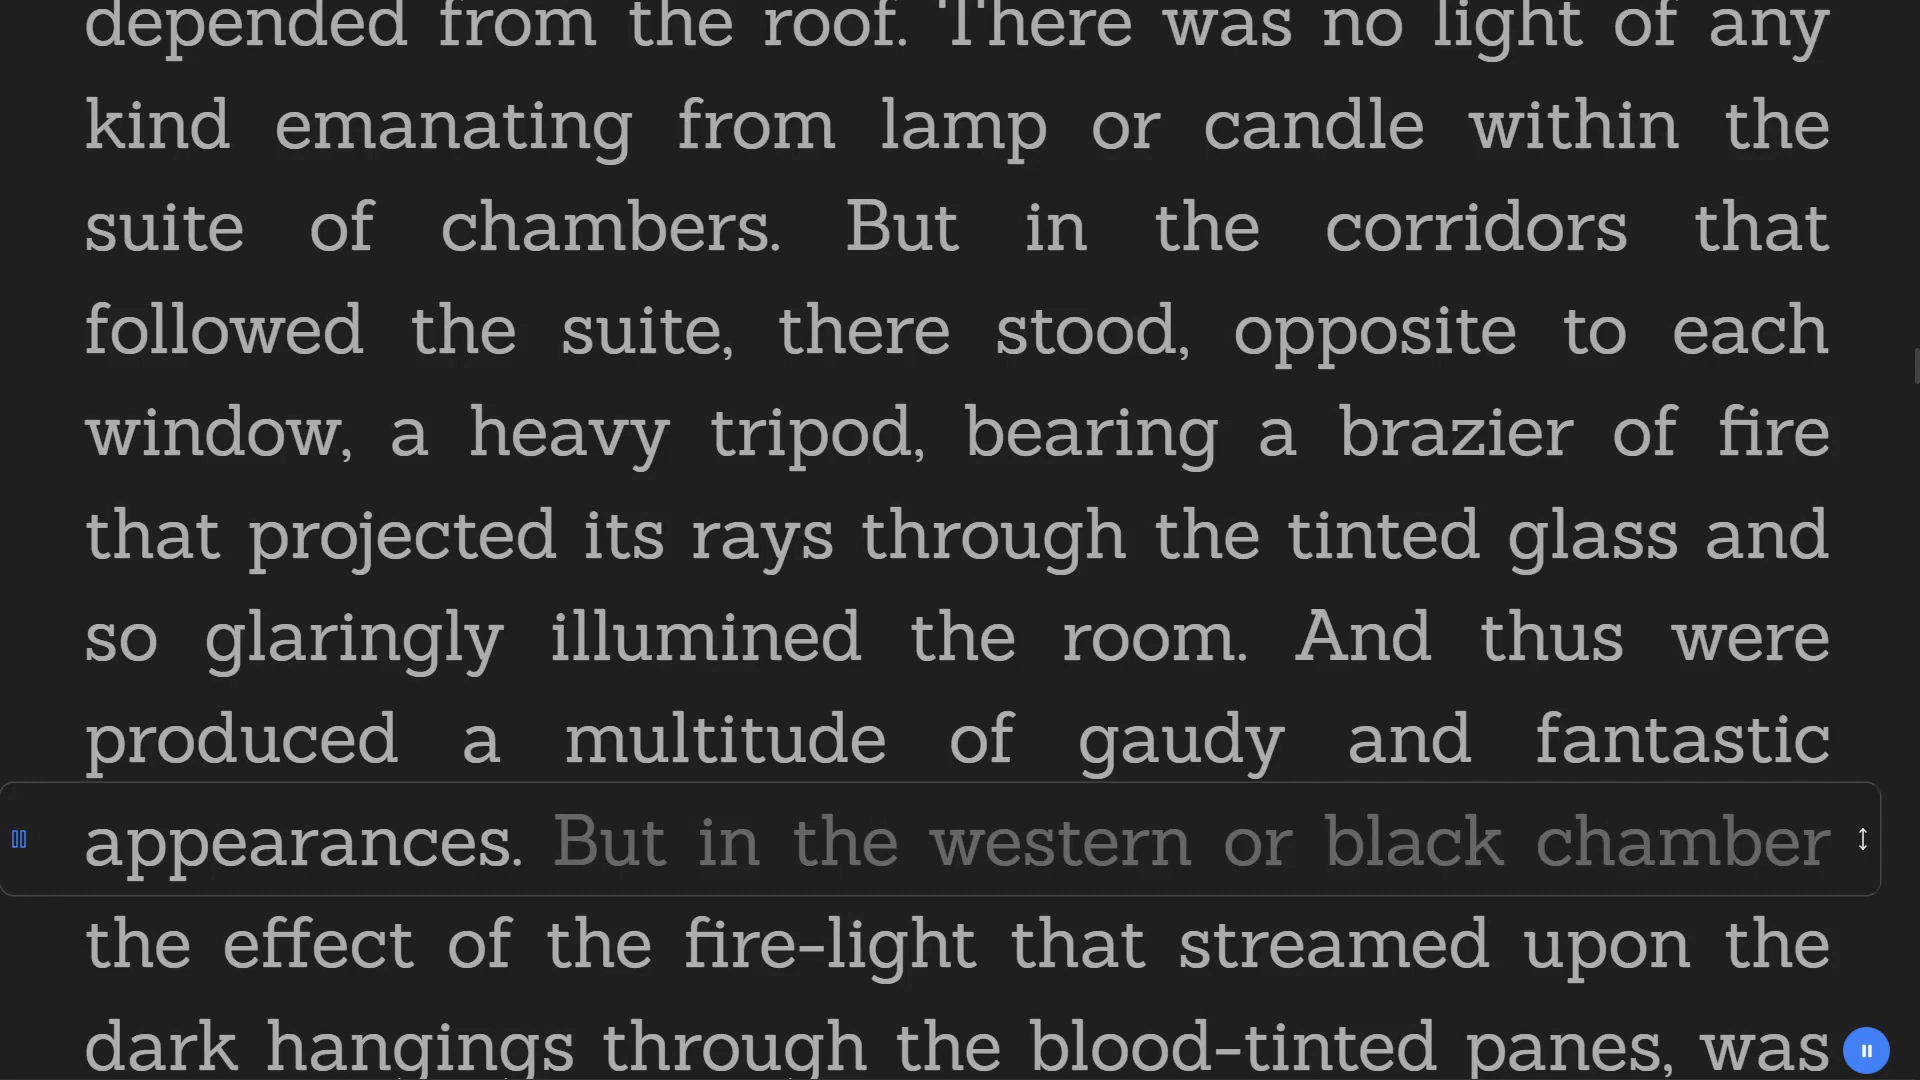 depended from the roof. There was no light of any
kind emanating from lamp or candle within the
suite of chambers. But in the corridors that
followed the suite, there stood, opposite to each
window, a heavy tripod, bearing a brazier of fire
that projected its rays through the tinted glass and
so glaringly illumined the room. And thus were
produced a multitude of gaudy and fantastic
appearances. But in the western or black chamber
the effect of the fire-light that streamed upon the
dark hangings through the blood-tinted panes, was